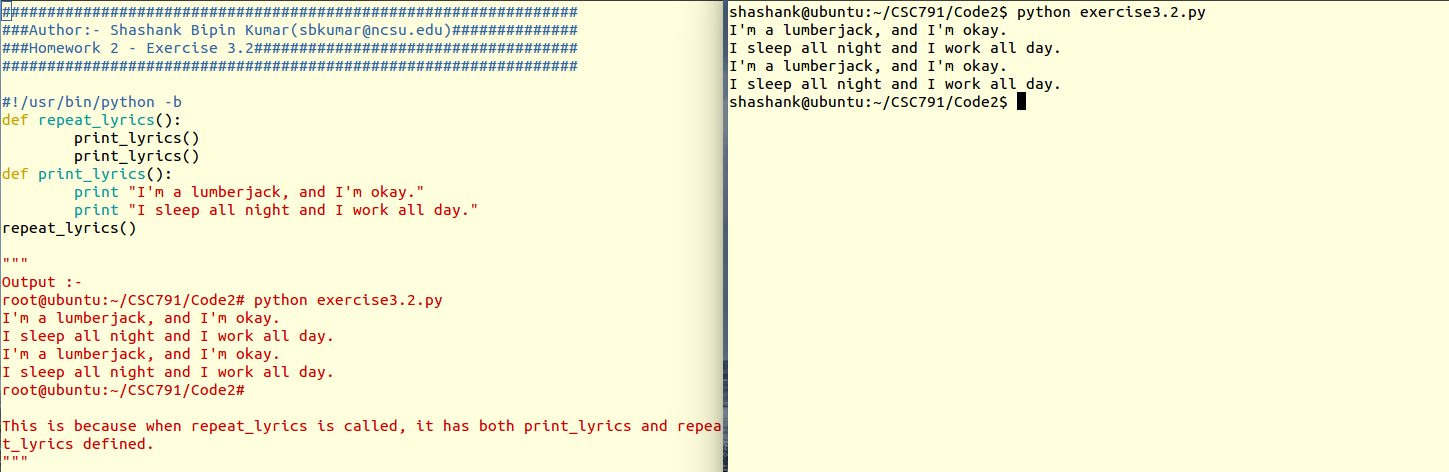 ################################################################
###Author:- Shashank Bipin Kumar(sbkumar@ncsu.edu)##############
###Homework 2 - Exercise 3.2####################################
################################################################

#!/usr/bin/python -b
def repeat_lyrics():
        print_lyrics()
        print_lyrics()
def print_lyrics():
        print "I'm a lumberjack, and I'm okay."
        print "I sleep all night and I work all day."
repeat_lyrics()

"""
Output :-
root@ubuntu:~/CSC791/Code2# python exercise3.2.py
I'm a lumberjack, and I'm okay.
I sleep all night and I work all day.
I'm a lumberjack, and I'm okay.
I sleep all night and I work all day.
root@ubuntu:~/CSC791/Code2#

This is because when repeat_lyrics is called, it has both print_lyrics and repea
t_lyrics defined.
"""
shashank@ubuntu:~/CSC791/Code2$ python exercise3.2.py
I'm a lumberjack, and I'm okay.
I sleep all night and I work all day.
I'm a lumberjack, and I'm okay.
I sleep all night and I work all day.
shashank@ubuntu:~/CSC791/Code2$